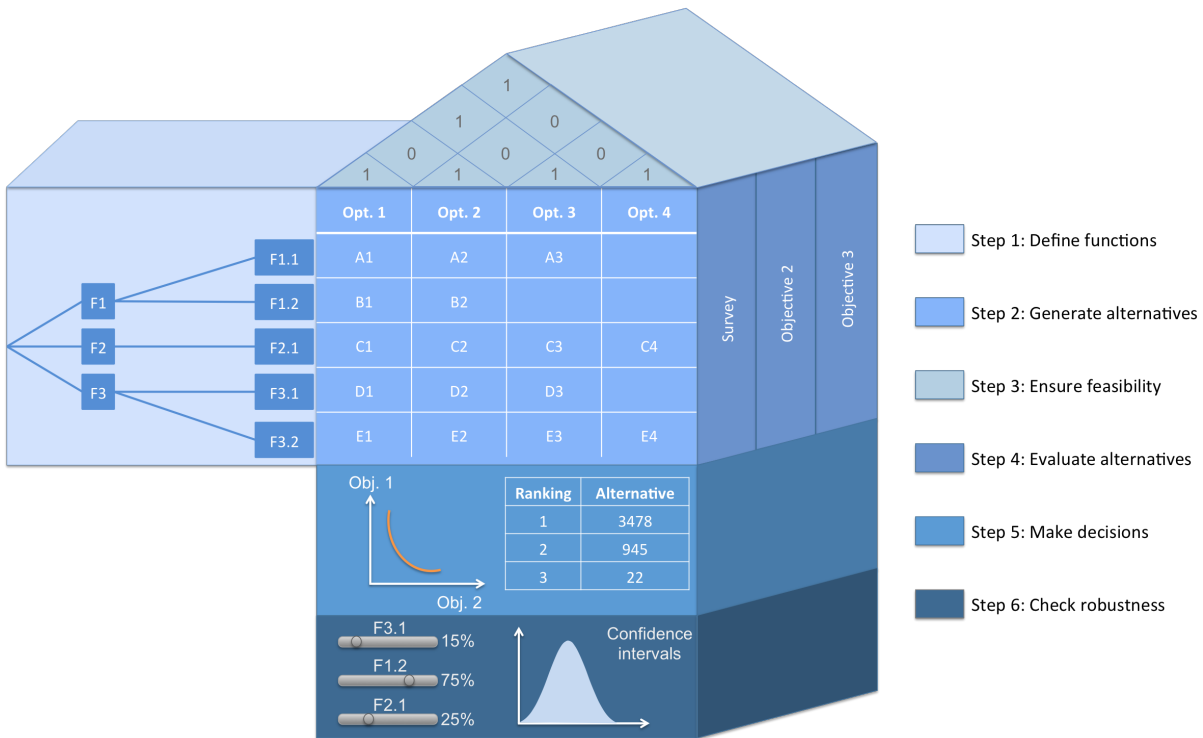 1
1 0
0 0 0
1 1 1 1
Opt. 1 Opt. 2 Opt. 3 Opt. 4
F1.1 A1 A2 A3
F1
F1.2 B1 B2
F2 F2.1 C1 C2 C3 C4
F3 F3.1 D1 D2 D3
F3.2 E1 E2 E3 E4
Survey
Objective 2
Objective 3
Obj. 1
Obj. 2
Ranking Alternative
1 3478
2 945
3 22
F3.1
15%
F1.2
75%
F2.1
25%
Confidence
intervals
Step 1: Define functions
Step 2: Generate alternatives
Step 3: Ensure feasibility
Step 4: Evaluate alternatives
Step 5: Make decisions
Step 6: Check robustness